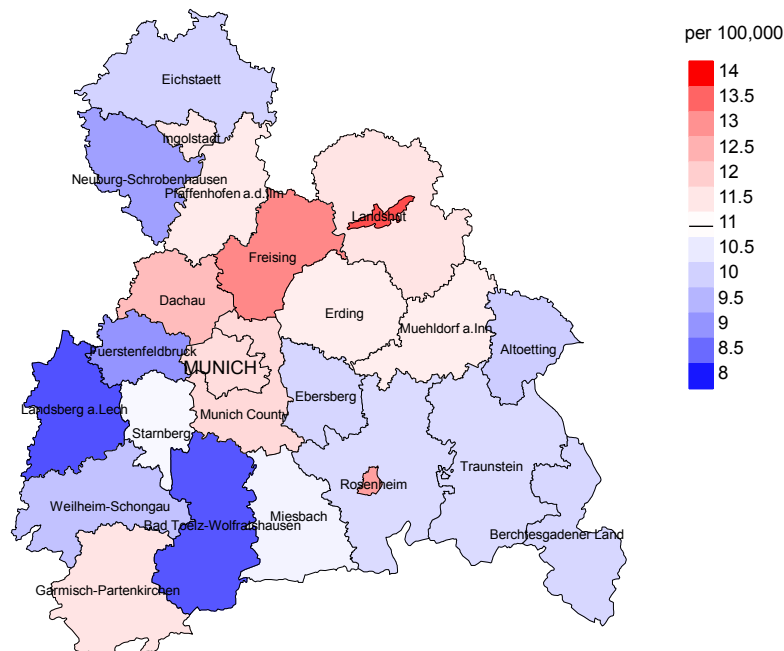 per 100,000
14
13.5
13
12.5
12
11.5
11
10.5
10
9.5
9
8.5
8
Eichstaett
Ingolstadt
Neuburg-Schrobenhausen
Pfaffenhofen a.d.Ilm
Landshut
Freising
Dachau
Erding
Muehldorf a.Inn
Fuerstenfeldbruck
Altoetting
MUNICH
Ebersberg
Landsberg a.Lech
Munich County
Starnberg
Traunstein
Rosenheim
Weilheim-Schongau
Miesbach
Bad Toelz-Wolfratshausen
Berchtesgadener Land
Garmisch-Partenkirchen